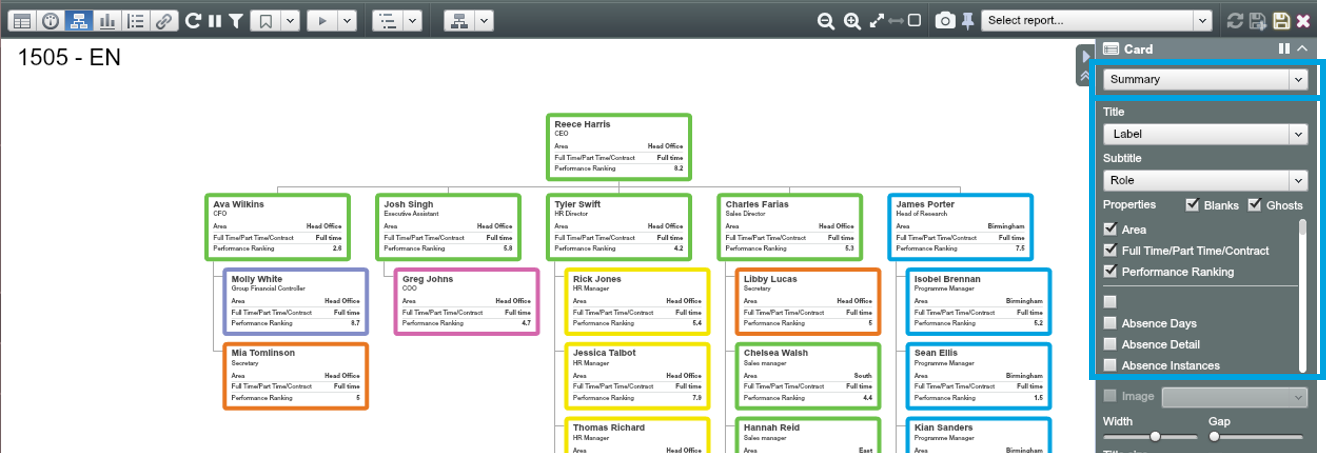 Select report...
1505 - EN
Reece Harris
CEO
Area Head Office
Full Time/Part Time/Contract Full time
Performance Ranking 8.2
Ava Wilkins
CFO
Area Head Office
Full Time/Part Time/Contract Full time
Performance Ranking 2.6
Molly White
Group Financial Controller
Area Head Office
Full Time/Part Time/Contract Full time
Performance Ranking 8.7
Mia Tomlinson
Secretary
Area Head Office
Full Time/Part Time/Contract Full time
Performance Ranking 5
Josh Singh
Executive Assistant
Area Head Office
Full Time/Part Time/Contract Full time
Performance Ranking 5.8
Greg Johns
COO
Area Head Office
Full Time/Part Time/Contract Full time
Performance Ranking 4.7
Tyler Swift
HR Director
Area Head Office
Full Time/Part Time/Contract Full time
Performance Ranking 4.2
Rick Jones
HR Manager
Area Head Office
Full Time/Part Time/Contract Full time
Performance Ranking 5.4
Jessica Talbot
HR Manager
Area Head Office
Full Time/Part Time/Contract Full time
Performance Ranking 7.9
Thomas Richard
HR Manager
Area Head Office
Charles Farias
Sales Director
Area Head Office
Full Time/Part Time/Contract Full time
Performance Ranking 5.3
Libby Lucas
Secretary
Area Head Office
Full Time/Part Time/Contract Full time
Performance Ranking 5
Chelsea Walsh
Sales manager
Area South
Full Time/Part Time/Contract Full time
Performance Ranking 4.4
Hannah Reid
Sales manager
Area East
James Porter
Head of Research
Area Birmingham
Full Time/Part Time/Contract Full time
Performance Ranking 7.5
Isobel Brennan
Programme Manager
Area Birmingham
Full Time/Part Time/Contract Full time
Performance Ranking 5.2
Sean Ellis
Programme Manager
Area Birmingham
Full Time/Part Time/Contract Full time
Performance Ranking 1.5
Kian Sanders
Programme Manager
Area Birmingham
Card
Summary
Title
Label
Subtitle
Role
Properties Blanks Ghosts
Area
Full Time/Part Time/Contract
Performance Ranking
Absence Days
Absence Detail
Absence Instances
Image
Width Gap